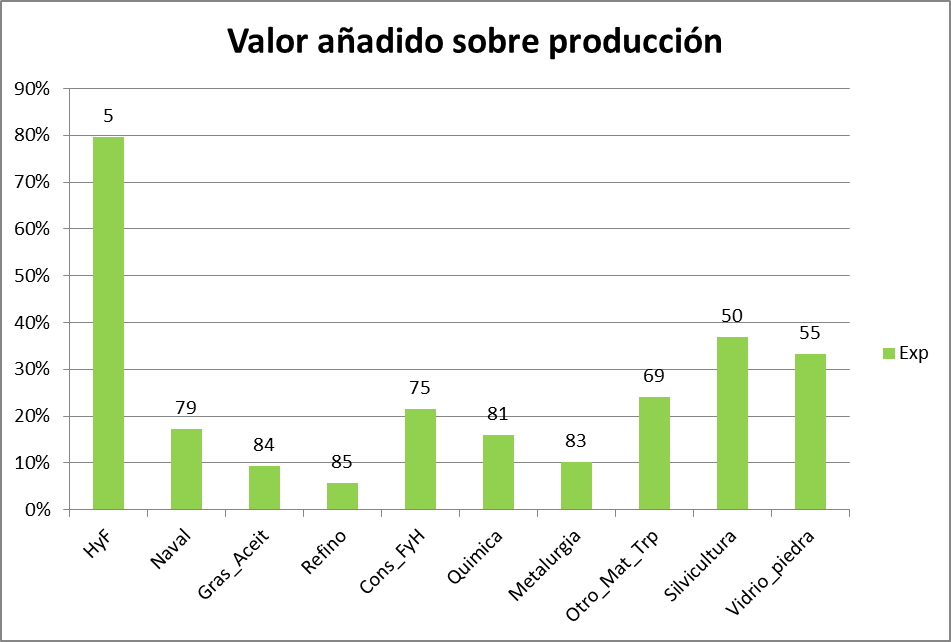 Valor añadido sobre producción
90%
80%
70%
60%
50%
40%
30%
20%
10%
0%
5
79
84
85
75
81
83
69
50
55
HyF
Naval
Gras_Aceit
Refino
Cons_FyH
Quimica
Metalurgia
Otro_Mat_Trp
Silvicultura
Vidrio_piedra
Exp